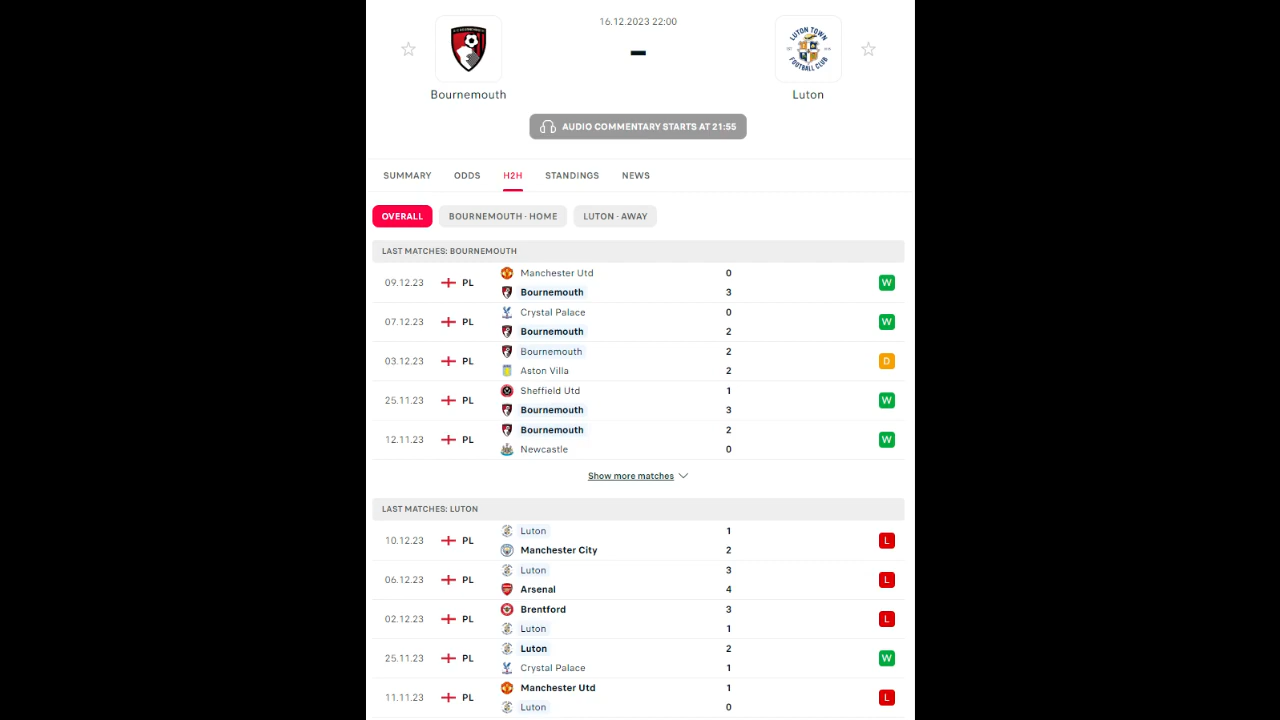 16.12.2023 22:00
-
Bournemouth
Luton
LUTON TOWN
FOOTBALL CLUB
AUDIO COMMENTARY STARTS AT 21:55
SUMMARY ODDS H2H STANDINGS NEWS
OVERALL BOURNEMOUTH - HOME LUTON - AWAY
LAST MATCHES: BOURNEMOUTH
09.12.23 PL Manchester Utd 0
Bournemouth 3 W
07.12.23 PL Crystal Palace 0
Bournemouth 2 W
03.12.23 PL Bournemouth 2
Aston Villa 2 D
25.11.23 PL Sheffield Utd 1
Bournemouth 3 W
12.11.23 PL Bournemouth 2
Newcastle 0 W
Show more matches
LAST MATCHES: LUTON
10.12.23 PL Luton 1
Manchester City 2 L
06.12.23 PL Luton 3
Arsenal 4 L
02.12.23 PL Brentford 3
Luton 1 L
25.11.23 PL Luton 2
Crystal Palace 1 W
11.11.23 PL Manchester Utd 1
Luton 0 L